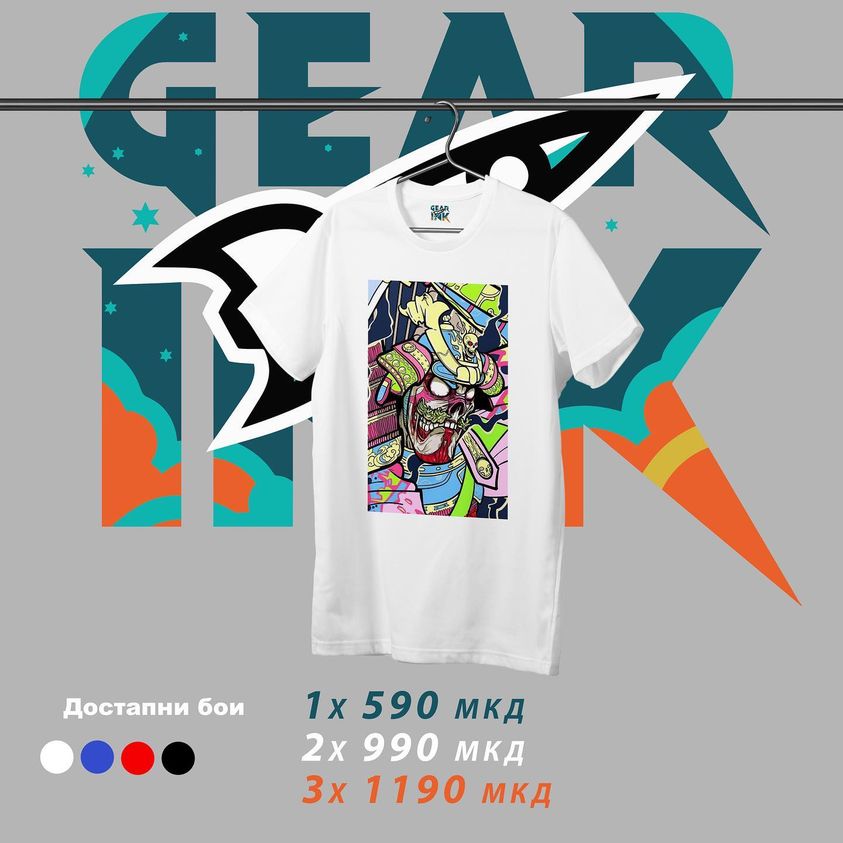 GEAR
INK
GEAR
INK
Достапни бои
1x 590 мкд
2x 990 мкд
3x 1190 мкд